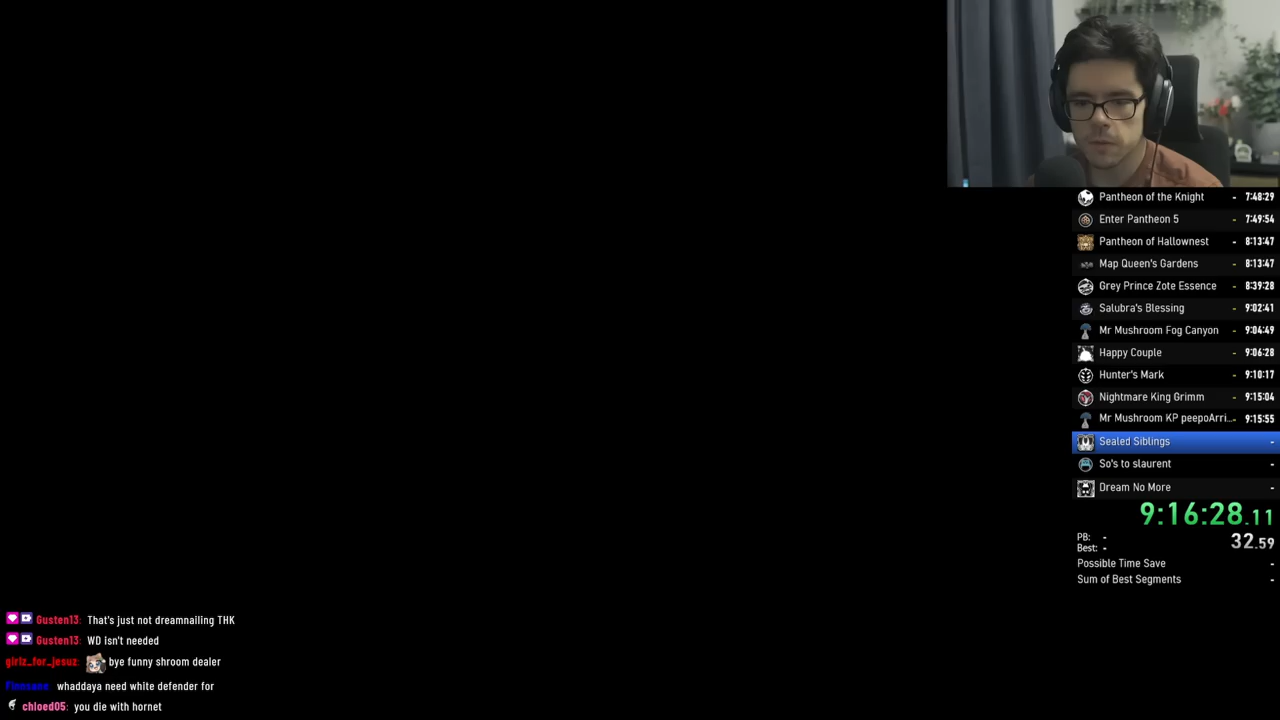 Pantheon of the Knight - 7:48:29
Enter Pantheon 5 - 7:49:54
Pantheon of Hallownest - 8:13:47
Map Queen's Gardens - 8:13:47
Grey Prince Zote Essence - 8:39:28
Salubra's Blessing - 9:02:41
Mr Mushroom Fog Canyon - 9:04:49
Happy Couple - 9:06:28
Hunter's Mark - 9:10:17
Nightmare King Grimm - 9:15:04
Mr Mushroom KP peepoArri... - 9:15:55
Sealed Siblings -
So's to slaurent -
Dream No More -
9:16:28.11
PB: -
32.59
Best: -
Possible Time Save -
Sum of Best Segments -
Gusten13: That's just not dreamnailing THK
Gusten13: WD isn't needed
girlz_for_jesuz: bye funny shroom dealer
whaddaya need white defender for
chloed05: you die with hornet